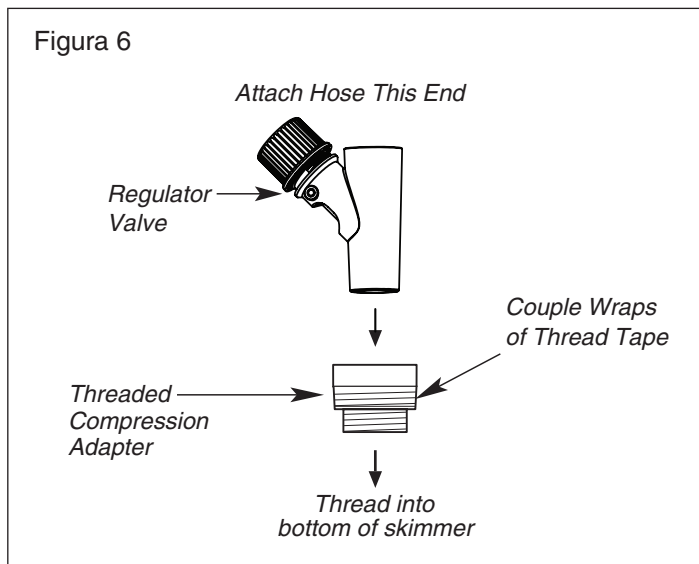 Figura 6
Attach Hose This End
Regulator
Valve
Couple Wraps
of Thread Tape
Threaded
Compression
Adapter
Thread into
bottom of skimmer